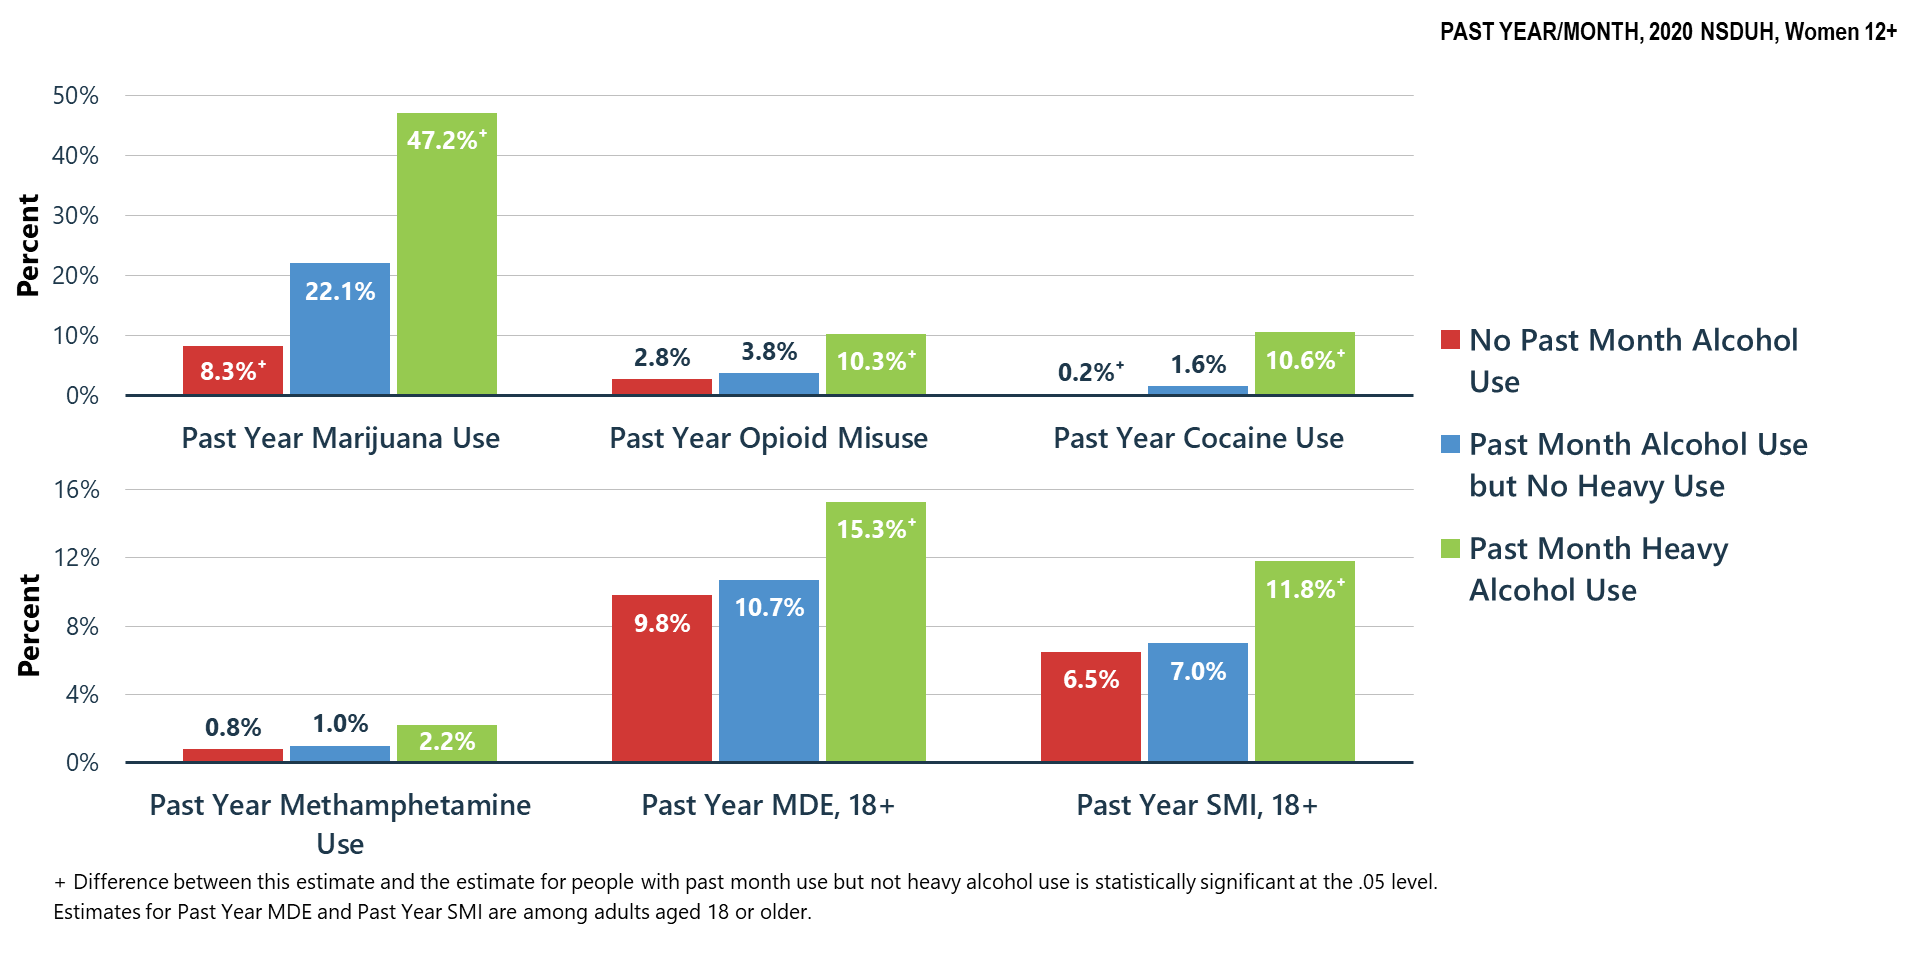 PAST YEAR/MONTH, 2020 NSDUH, Women 12+
Percent
50%
40%
30%
20%
10%
0%
47.2%+
22.1%
8.3%+
2.8%
3.8%
10.3%+
0.2%+
1.6%
10.6%+
Past Year Marijuana Use
Past Year Opioid Misuse
Past Year Cocaine Use
Percent
16%
12%
8%
4%
0%
0.8%
1.0%
2.2%
9.8%
10.7%
15.3%+
6.5%
7.0%
11.8%+
Past Year Methamphetamine
Use
Past Year MDE, 18+
Past Year SMI, 18+
No Past Month Alcohol
Use
Past Month Alcohol Use
but No Heavy Use
Past Month Heavy
Alcohol Use
+ Difference between this estimate and the estimate for people with past month use but not heavy alcohol use is statistically significant at the .05 level.
Estimates for Past Year MDE and Past Year SMI are among adults aged 18 or older.